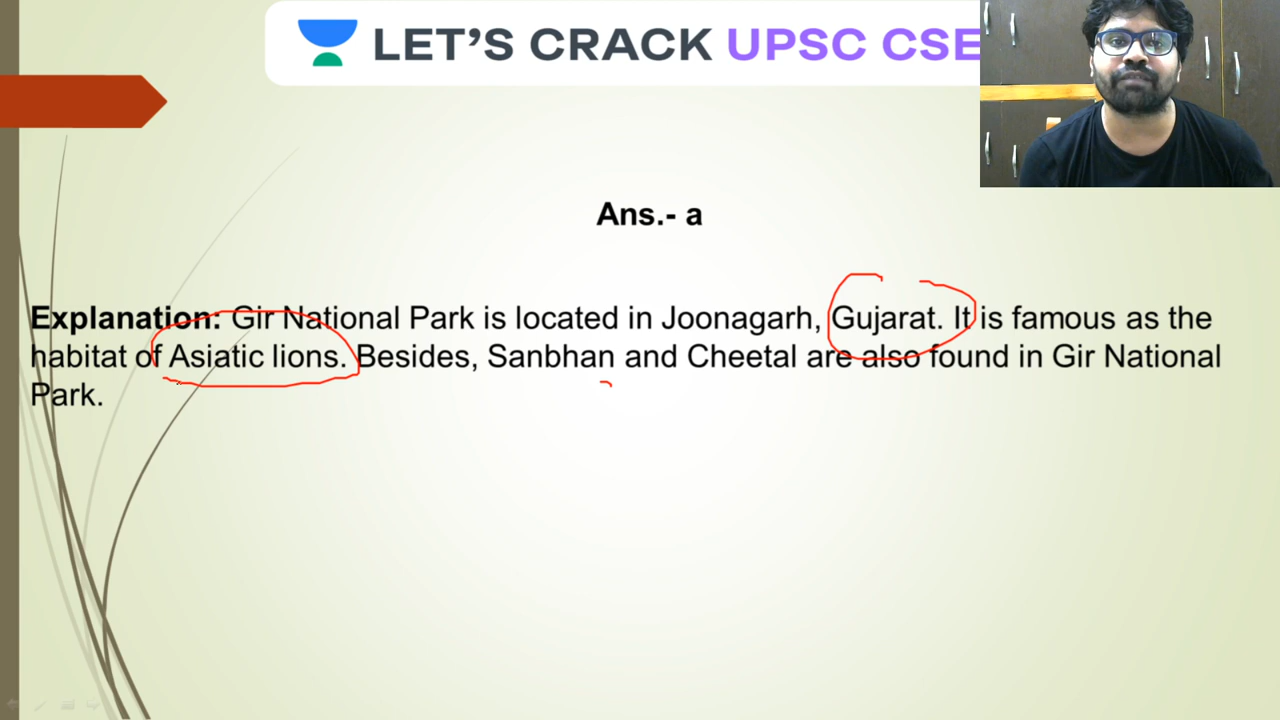 LET'S CRACK UPSC CSE
Ans.- a
Explanation: Gir National Park is located in Joonagarh, Gujarat. It is famous as the
habitat of Asiatic lions. Besides, Sanbhan and Cheetal are also found in Gir National
Park.